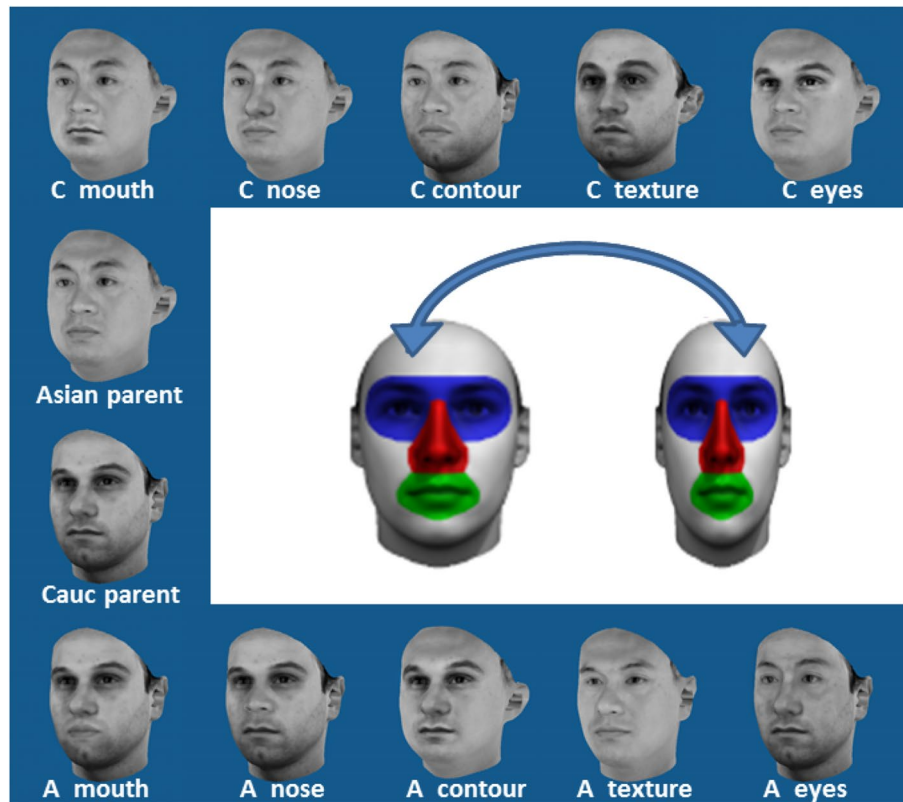 C mouth
C nose
C contour
C texture
C eyes
Asian parent
Cauc parent
A mouth
A nose
A contour
A texture
A eyes